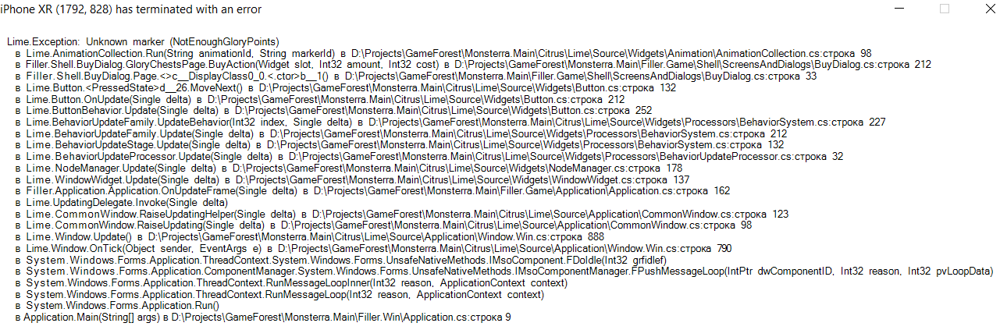 iPhone XR (1792, 828) has terminated with an error
Lime.Exception: Unknown marker (NotEnoughGloryPoints)
в Lime.AnimationCollection.Run(String animationId, String markerId) в D:\Projects\GameForest\Monsterra.Main\Citrus\Lime\Source\Widgets\Animation\AnimationCollection.cs:строка 98
в Filler.Shell.BuyDialog.GloryChestsPage.BuyAction(Widget slot, Int32 amount, Int32 cost) в D:\Projects\GameForest\Monsterra.Main\Filler.Game\Shell\ScreensAndDialogs\BuyDialog.cs:строка 212
в Filler.Shell.BuyDialog.Page.<>c__DisplayClass0_0.<.ctor>b__1() в D:\Projects\GameForest\Monsterra.Main\Filler.Game\Shell\ScreensAndDialogs\BuyDialog.cs:строка 33
в Lime.Button.<PressedState>d__26.MoveNext() в D:\Projects\GameForest\Monsterra.Main\Citrus\Lime\Source\Widgets\Button.cs:строка 132
в Lime.Button.OnUpdate(Single delta) в D:\Projects\GameForest\Monsterra.Main\Citrus\Lime\Source\Widgets\Button.cs:строка 212
в Lime.ButtonBehavior.Update(Single delta) в D:\Projects\GameForest\Monsterra.Main\Citrus\Lime\Source\Widgets\Button.cs:строка 252
в Lime.BehaviorUpdateFamily.UpdateBehavior(Int32 index, Single delta) в D:\Projects\GameForest\Monsterra.Main\Citrus\Lime\Source\Widgets\Processors\BehaviorSystem.cs:строка 227
в Lime.BehaviorUpdateFamily.Update(Single delta) в D:\Projects\GameForest\Monsterra.Main\Citrus\Lime\Source\Widgets\Processors\BehaviorSystem.cs:строка 212
в Lime.BehaviorUpdateStage.Update(Single delta) в D:\Projects\GameForest\Monsterra.Main\Citrus\Lime\Source\Widgets\Processors\BehaviorSystem.cs:строка 132
в Lime.BehaviorUpdateProcessor.Update(Single delta) в D:\Projects\GameForest\Monsterra.Main\Citrus\Lime\Source\Widgets\Processors\BehaviorUpdateProcessor.cs:строка 32
в Lime.NodeManager.Update(Single delta) в D:\Projects\GameForest\Monsterra.Main\Citrus\Lime\Source\Widgets\NodeManager.cs:строка 178
в Lime.WindowWidget.Update(Single delta) в D:\Projects\GameForest\Monsterra.Main\Citrus\Lime\Source\Widgets\WindowWidget.cs:строка 137
в Filler.Application.Application.OnUpdateFrame(Single delta) в D:\Projects\GameForest\Monsterra.Main\Filler.Game\Application\Application.cs:строка 162
в Lime.UpdatingDelegate.Invoke(Single delta)
в Lime.CommonWindow.RaiseUpdatingHelper(Single delta) в D:\Projects\GameForest\Monsterra.Main\Citrus\Lime\Source\Application\CommonWindow.cs:строка 123
в Lime.CommonWindow.RaiseUpdating(Single delta) в D:\Projects\GameForest\Monsterra.Main\Citrus\Lime\Source\Application\CommonWindow.cs:строка 98
в Lime.Window.Update() в D:\Projects\GameForest\Monsterra.Main\Citrus\Lime\Source\Application\Window.Win.cs:строка 888
в Lime.Window.OnTick(Object sender, EventArgs e) в D:\Projects\GameForest\Monsterra.Main\Citrus\Lime\Source\Application\Window.Win.cs:строка 790
в System.Windows.Forms.Application.ThreadContext.System.Windows.Forms.UnsafeNativeMethods.IMsoComponent.FDoIdle(Int32 grfidlef)
в System.Windows.Forms.Application.ComponentManager.System.Windows.Forms.UnsafeNativeMethods.IMsoComponentManager.FPushMessageLoop(IntPtr dwComponentID, Int32 reason, Int32 pvLoopData)
в System.Windows.Forms.Application.ThreadContext.RunMessageLoopInner(Int32 reason, ApplicationContext context)
в System.Windows.Forms.Application.ThreadContext.RunMessageLoop(Int32 reason, ApplicationContext context)
в System.Windows.Forms.Application.Run()
в Application.Main(String[] args) в D:\Projects\GameForest\Monsterra.Main\Filler.Win\Application.cs:строка 9